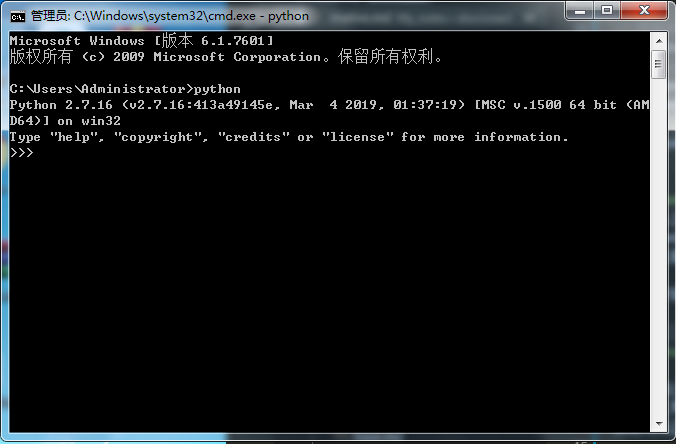 管理员: C:\Windows\system32\cmd.exe - python
Microsoft Windows [版本 6.1.7601]
版权所有 (c) 2009 Microsoft Corporation。保留所有权利。
C:\Users\Administrator>python
Python 2.7.16 (v2.7.16:413a49145e, Mar  4 2019, 01:37:19) [MSC v.1500 64 bit (AM
D64)] on win32
Type "help", "copyright", "credits" or "license" for more information.
>>>